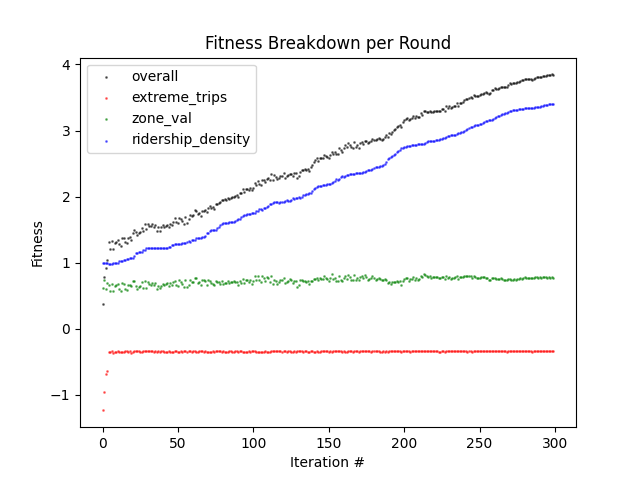 Fitness Breakdown per Round
overall
extreme_trips
zone_val
ridership_density
Fitness
4
3
2
1
0
−1
0 50 100 150 200 250 300
Iteration #